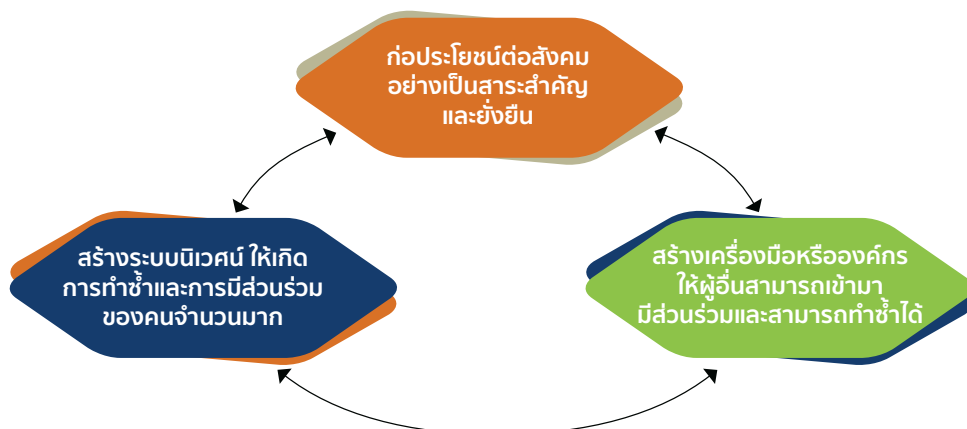 ก่อประโยชน์ต่อสังคม
อย่างเป็นสาระสำคัญ
และยั่งยืน
สร้างระบบนิเวศน์ ให้เกิด
การทำซ้ำและการมีส่วนร่วม
ของคนจำนวนมาก
สร้างเครื่องมือหรือองค์กร
ให้ผู้อื่นสามารถเข้ามา
มีส่วนร่วมและสามารถทำซ้ำได้